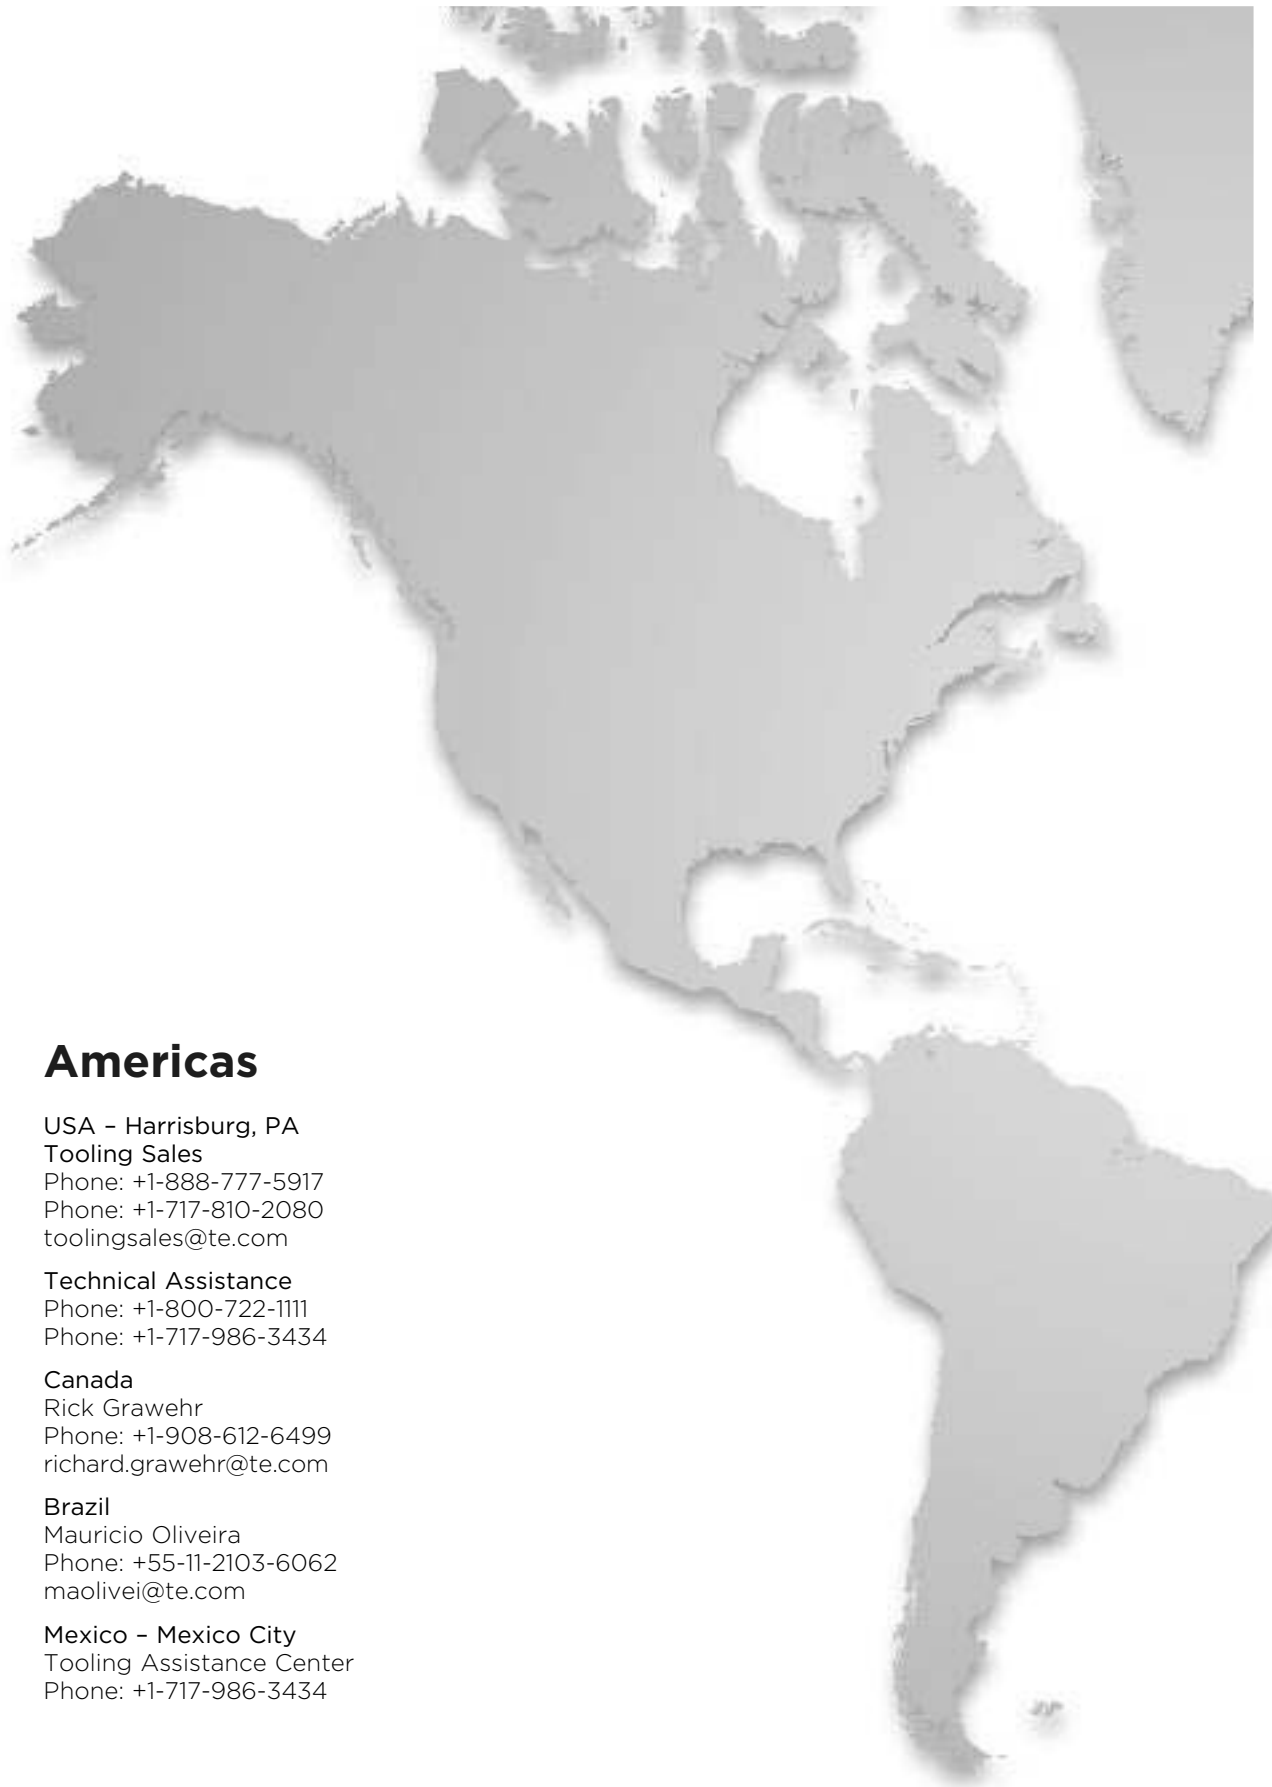 Americas
USA – Harrisburg, PA
Tooling Sales
Phone: +1-888-777-5917
Phone: +1-717-810-2080
toolingsales@te.com
Technical Assistance
Phone: +1-800-722-1111
Phone: +1-717-986-3434
Canada
Rick Grawehr
Phone: +1-908-612-6499
richard.grawehr@te.com
Brazil
Mauricio Oliveira
Phone: +55-11-2103-6062
maolivei@te.com
Mexico – Mexico City
Tooling Assistance Center
Phone: +1-717-986-3434